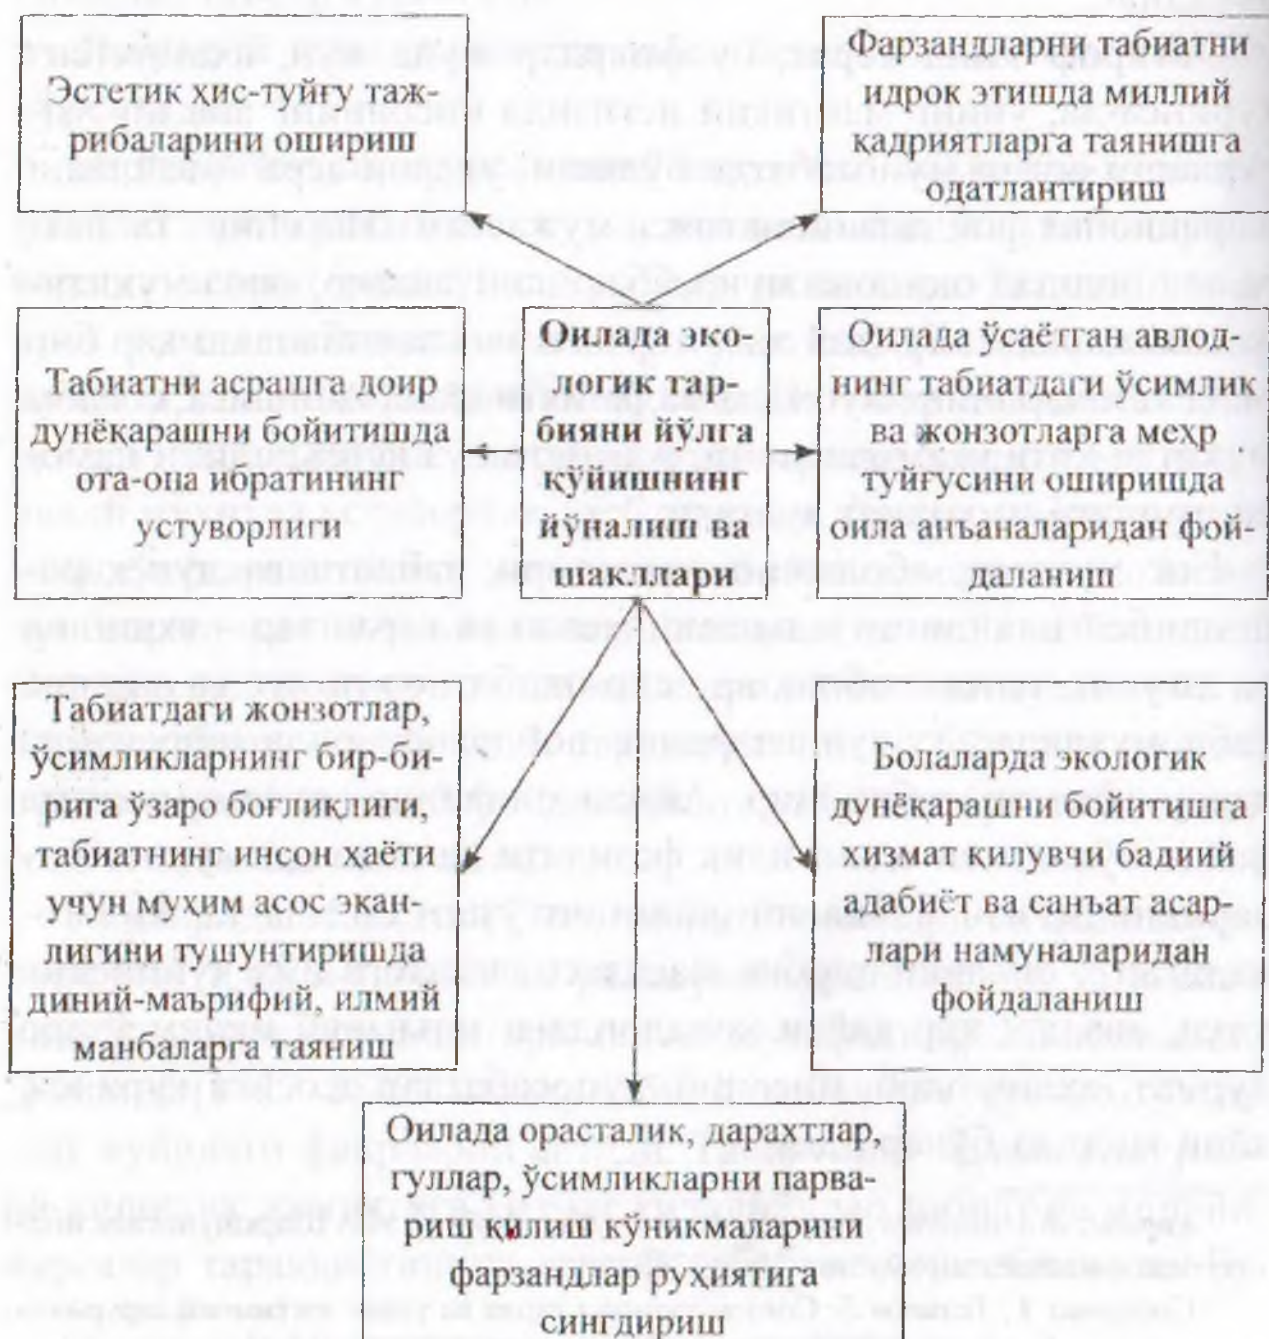 Эстетик ҳис-туйғу таж-
рибаларини ошириш
Фарзандларни табиатни
идрок этишда миллий
қадриятларга таянишга
одатлантириш
Табиатни асрашга доир
дунёқарашни бойитишда
ота-она ибратининг
устуворлиги
Оилада эко-
логик тар-
бияни йўлга
қўйишнинг
йўналиш ва
шакллари
Оилада ўсаётган авлод-
нинг табиатдаги ўсимлик
ва жонзотларга меҳр
туйғусини оширишда
оила анъаналаридан фой-
даланиш
Табиатдаги жонзотлар,
ўсимликларнинг бир-би-
рига ўзаро боғлиқлиги,
табиатнинг инсон ҳаёти
учун муҳим асос экан-
лигини тушунтиришда
диний-маърифий, илмий
манбаларга таяниш
Болаларда экологик
дунёқарашни бойитишга
хизмат қилувчи бадиий
адабиёт ва санъат асар-
лари намуналаридан
фойдаланиш
Оилада орасталик, дарахтлар,
гуллар, ўсимликларни парва-
риш қилиш кўникмаларини
фарзандлар руҳиятига
сингдириш